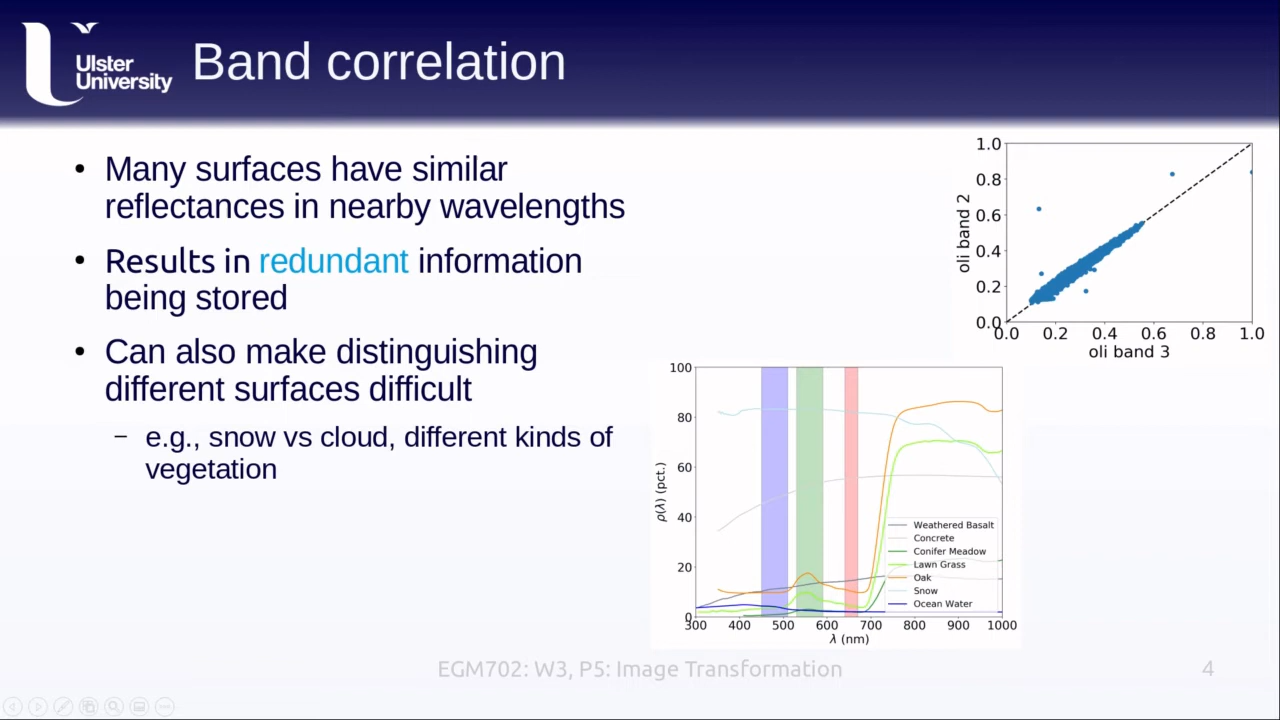 Ulster
University
Band correlation
• Many surfaces have similar
reflectances in nearby wavelengths
• Results in redundant information
being stored
• Can also make distinguishing
different surfaces difficult
– e.g., snow vs cloud, different kinds of
vegetation
1.0
0.8
0.6
0.4
0.2
0.0
oli band 2
0.0 0.2 0.4 0.6 0.8 1.0
oli band 3
100
80
60
40
20
0
ρ(λ) (pct.)
Weathered Basalt
Concrete
Conifer Meadow
Lawn Grass
Oak
Snow
Ocean Water
300 400 500 600 700 800 900 1000
λ (nm)
EGM702: W3, P5: Image Transformation
4